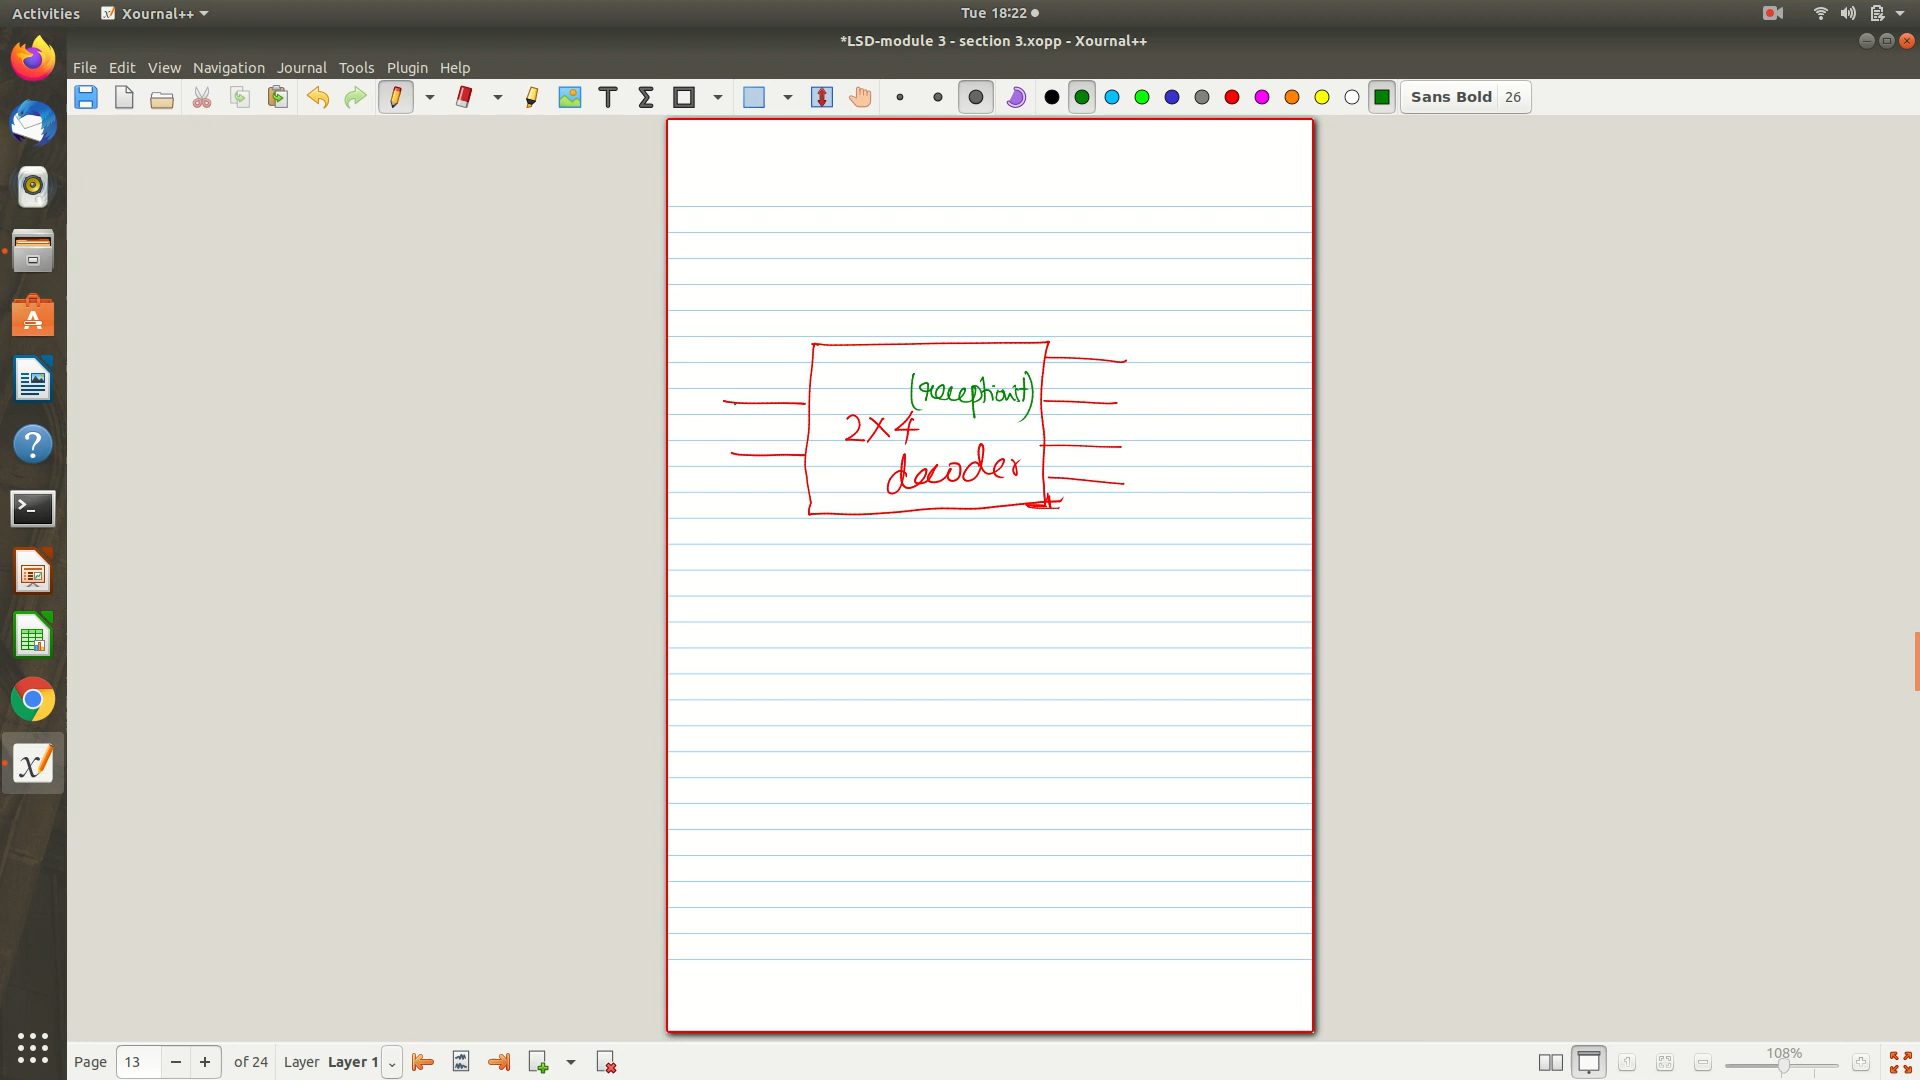 Activities Xournal++ Tue 18:22
*LSD-module 3 - section 3.xopp - Xournal++
File Edit View Navigation Journal Tools Plugin Help
Sans Bold 26
(receptionist)
2X4
decoder
Page 13 of 24 Layer Layer 1 108%